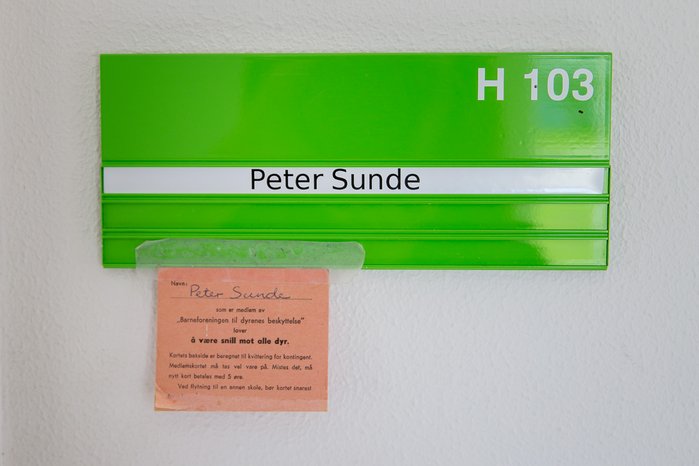 H 103
Peter Sunde
Navn: Peter Sunde
som er medlem av
„Barneforeningen til dyrenes beskyttelse"
lover
å være snill mot alle dyr.
Kortets bakside er beregnet til kvittering for kontingent.
Medlemskortet må tas vel vare på. Mistes det, må
nytt kort betales med 5 øre.
Ved flytning til en annen skole, bør kortet snarest